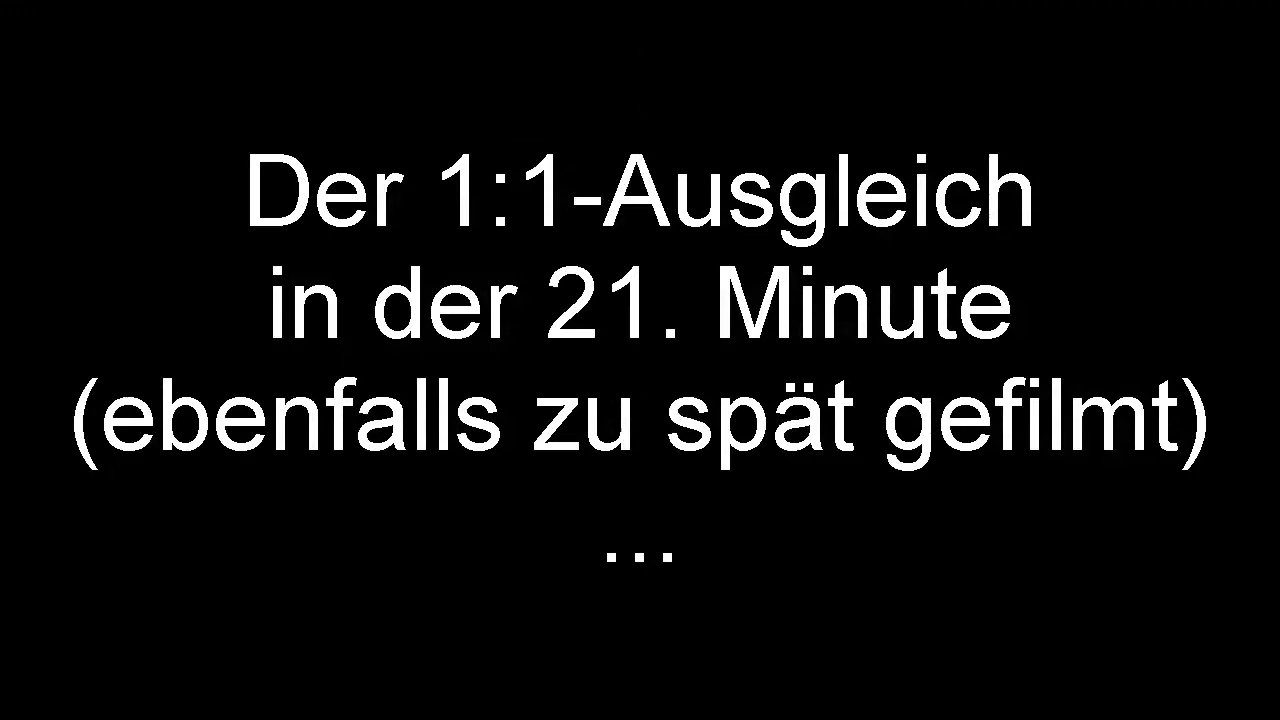 Der 1:1-Ausgleich
in der 21. Minute
(ebenfalls zu spät gefilmt)
...